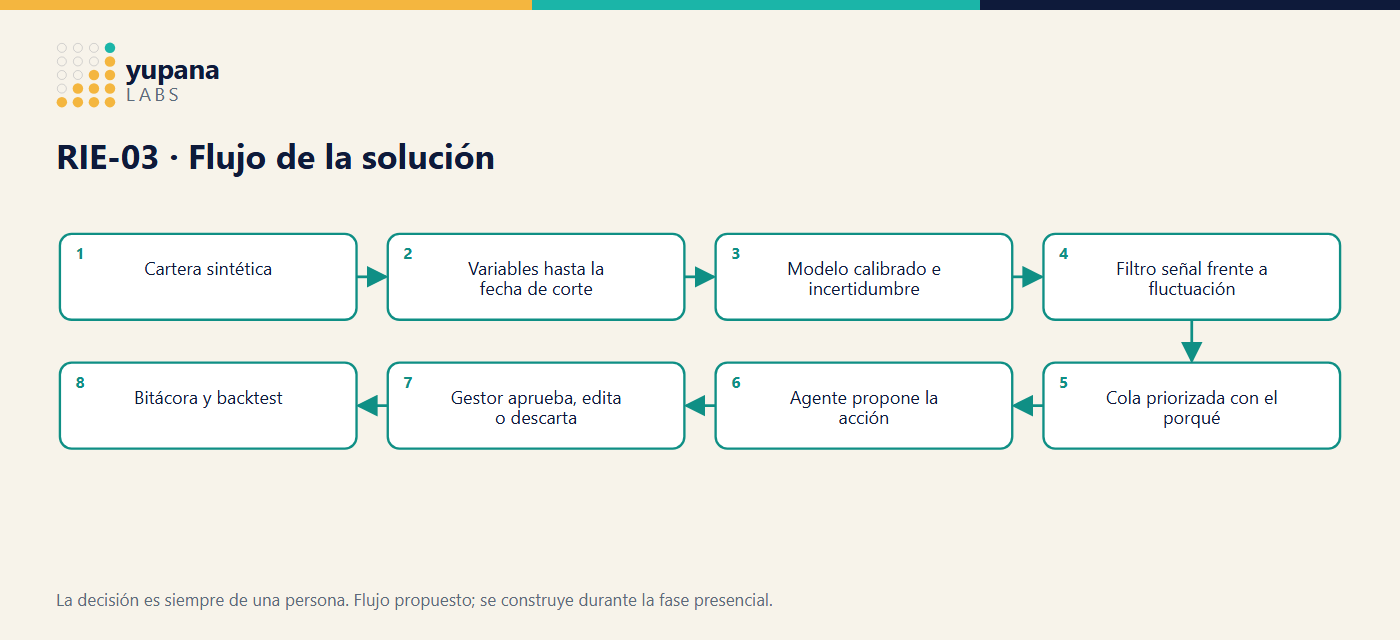 yupana
LABS
RIE-03 · Flujo de la solución
1
Cartera sintética
2
Variables hasta la
fecha de corte
3
Modelo calibrado e
incertidumbre
4
Filtro señal frente a
fluctuación
5
Cola priorizada con el
porqué
6
Agente propone la
acción
7
Gestor aprueba, edita
o descarta
8
Bitácora y backtest
La decisión es siempre de una persona. Flujo propuesto; se construye durante la fase presencial.